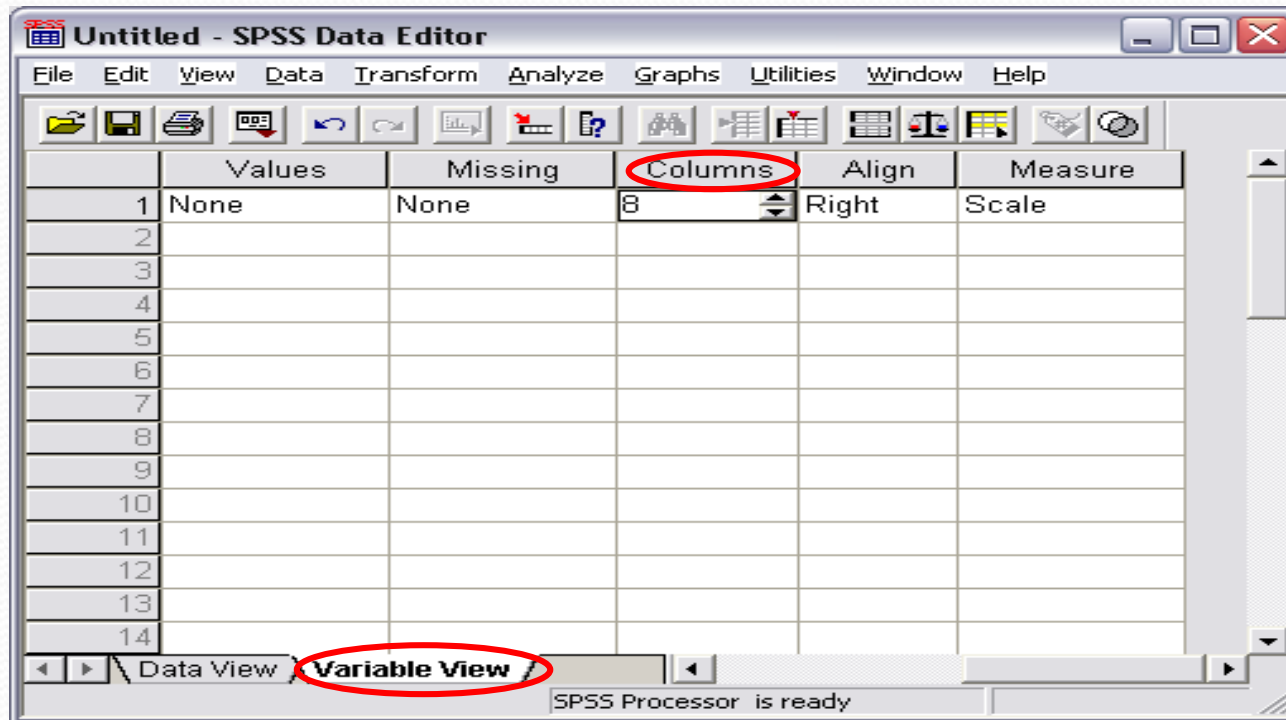 SPSS
Untitled - SPSS Data Editor
File Edit View Data Transform Analyze Graphs Utilities Window Help
Values Missing Columns Align Measure
1 None None 8 Right Scale
2
3
4
5
6
7
8
9
10
11
12
13
14
Data View Variable View
SPSS Processor is ready